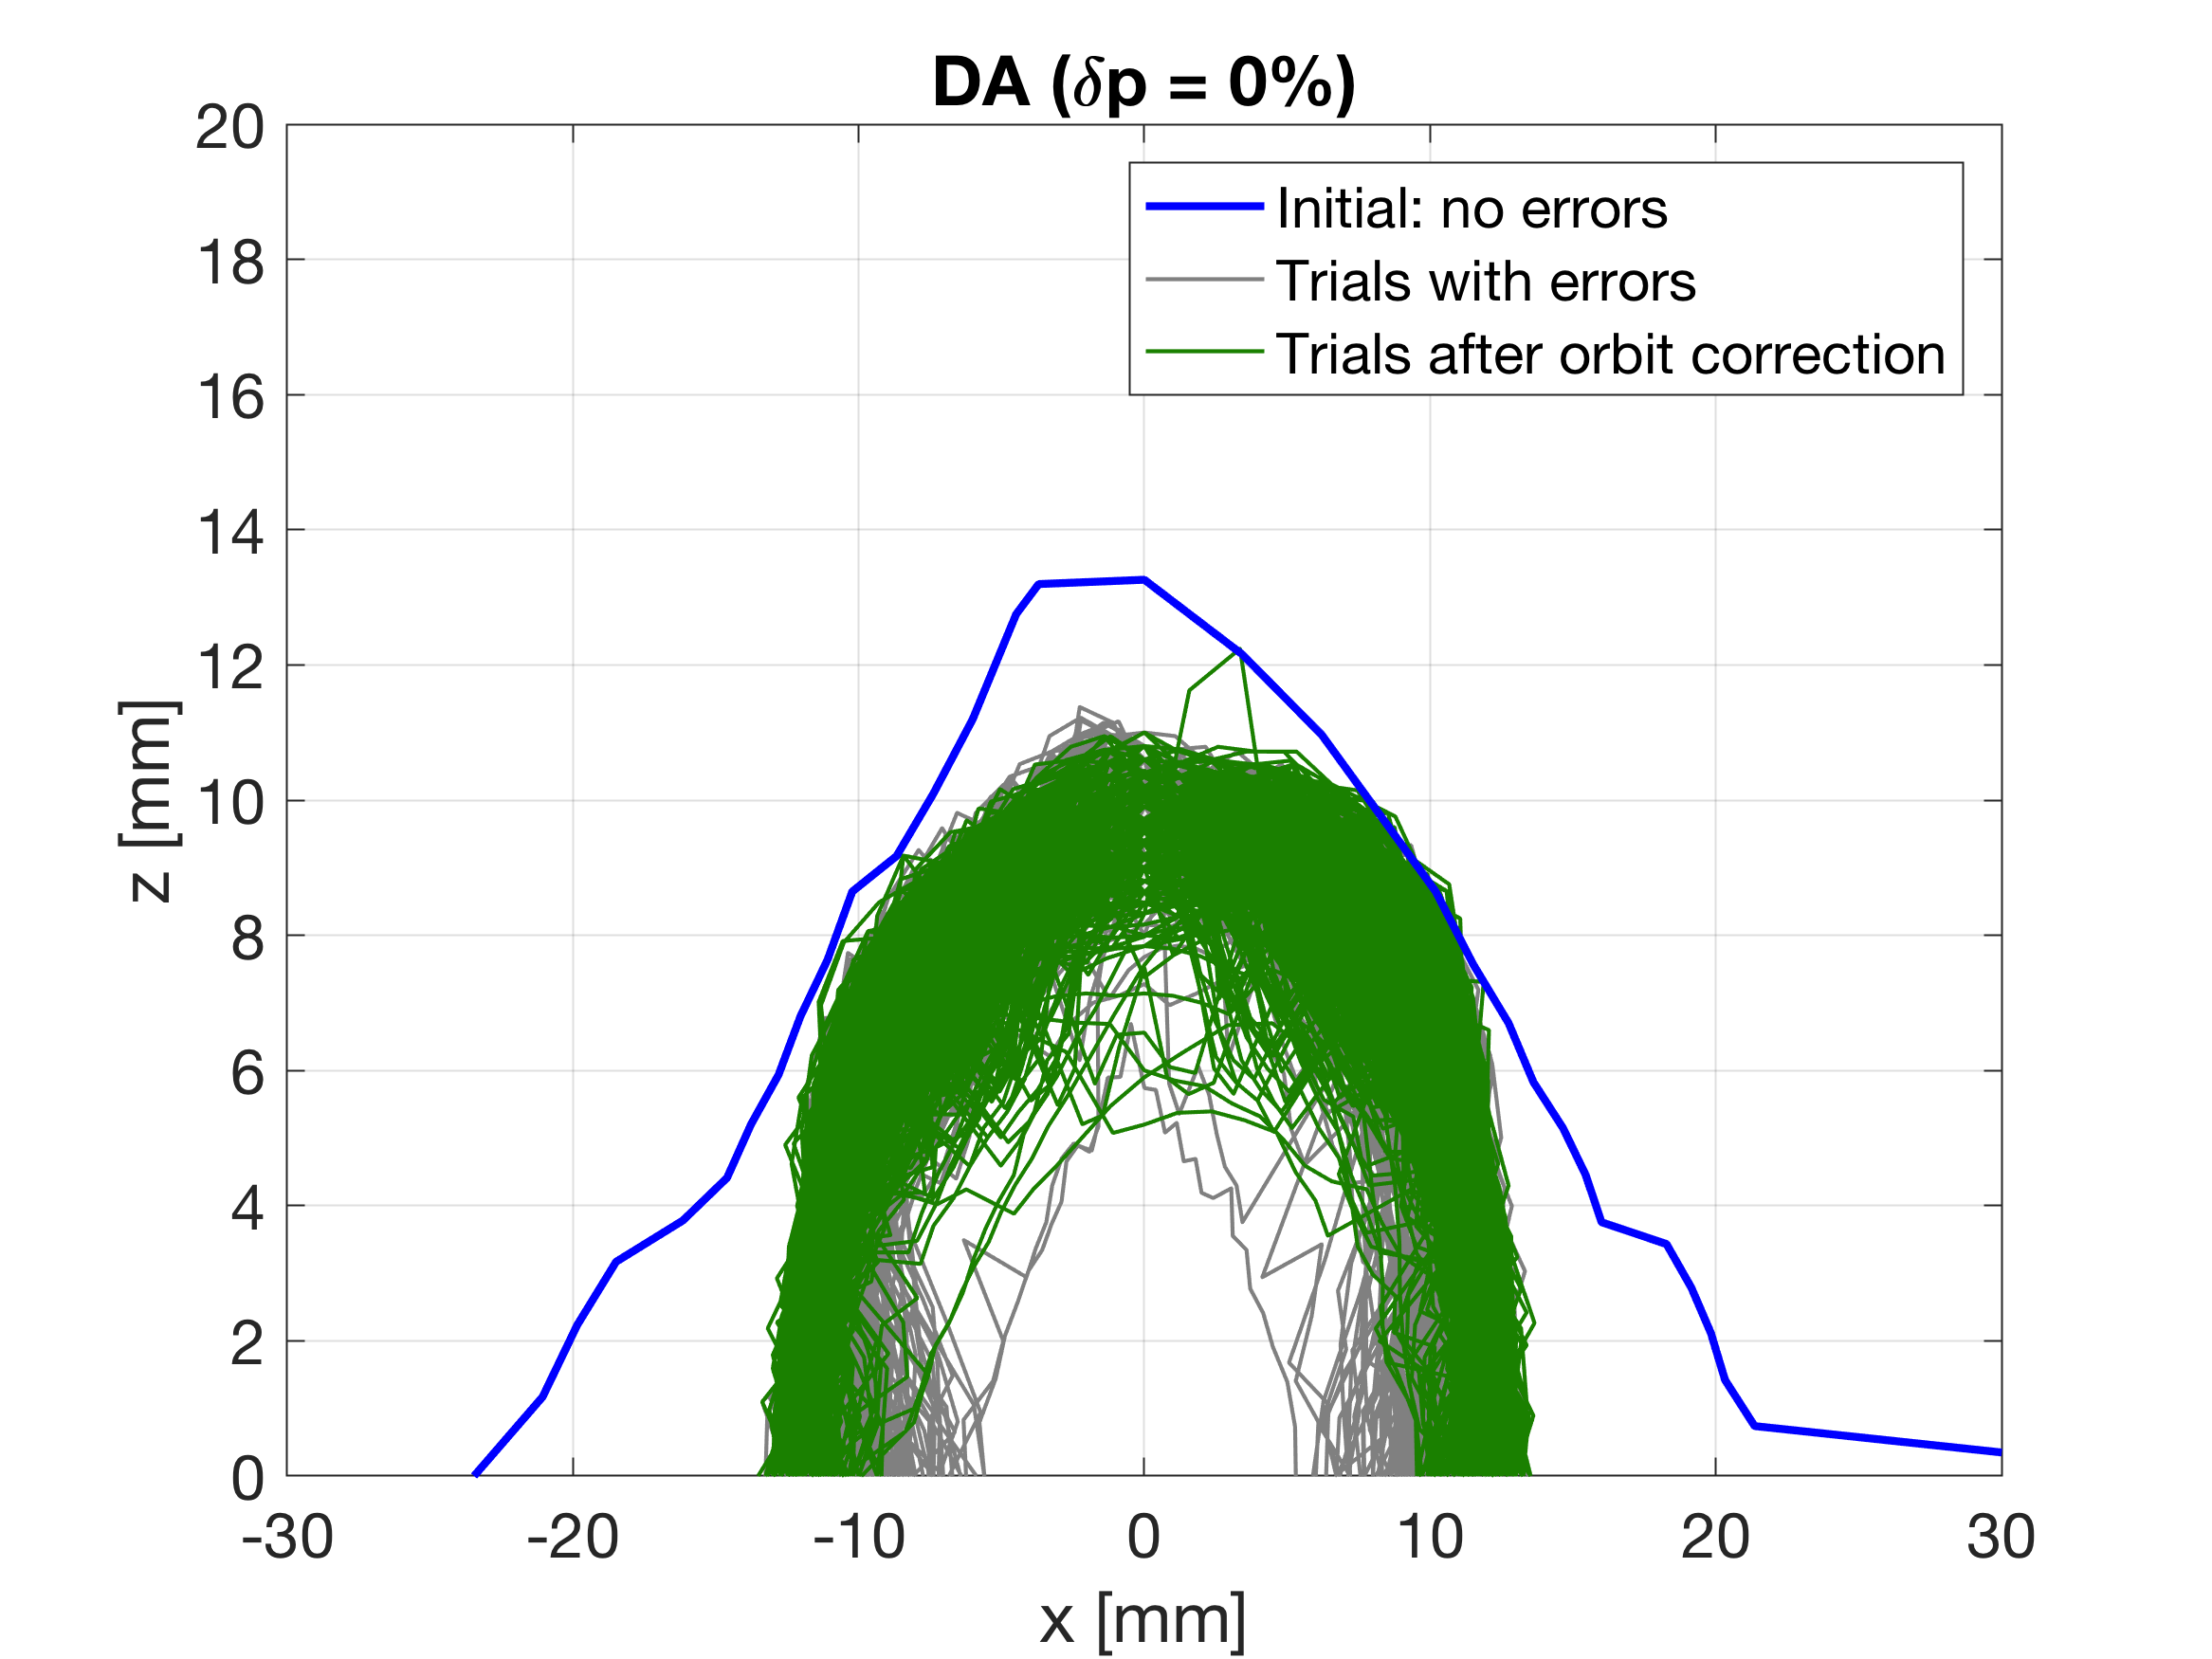 DA (δp = 0%)
20
18
16
14
12
10
8
6
4
2
0
z [mm]
Initial: no errors
Trials with errors
Trials after orbit correction
-30 -20 -10 0 10 20 30
x [mm]